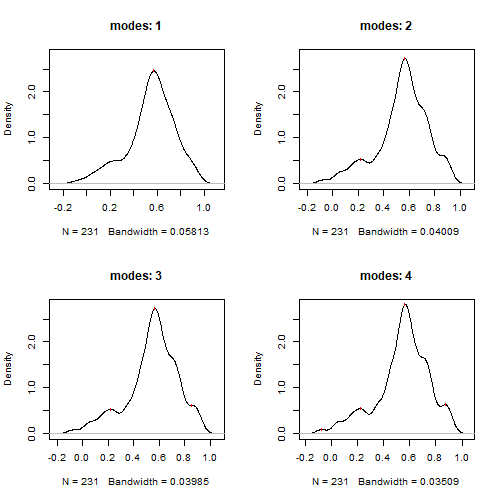 modes: 1
Density
0.0 1.0 2.0
-0.2 0.2 0.6 1.0
N = 231 Bandwidth = 0.05813
modes: 2
Density
0.0 1.0 2.0
-0.2 0.0 0.2 0.4 0.6 0.8 1.0
N = 231 Bandwidth = 0.04009
modes: 3
Density
0.0 1.0 2.0
-0.2 0.0 0.2 0.4 0.6 0.8 1.0
N = 231 Bandwidth = 0.03985
modes: 4
Density
0.0 1.0 2.0
-0.2 0.0 0.2 0.4 0.6 0.8 1.0
N = 231 Bandwidth = 0.03509